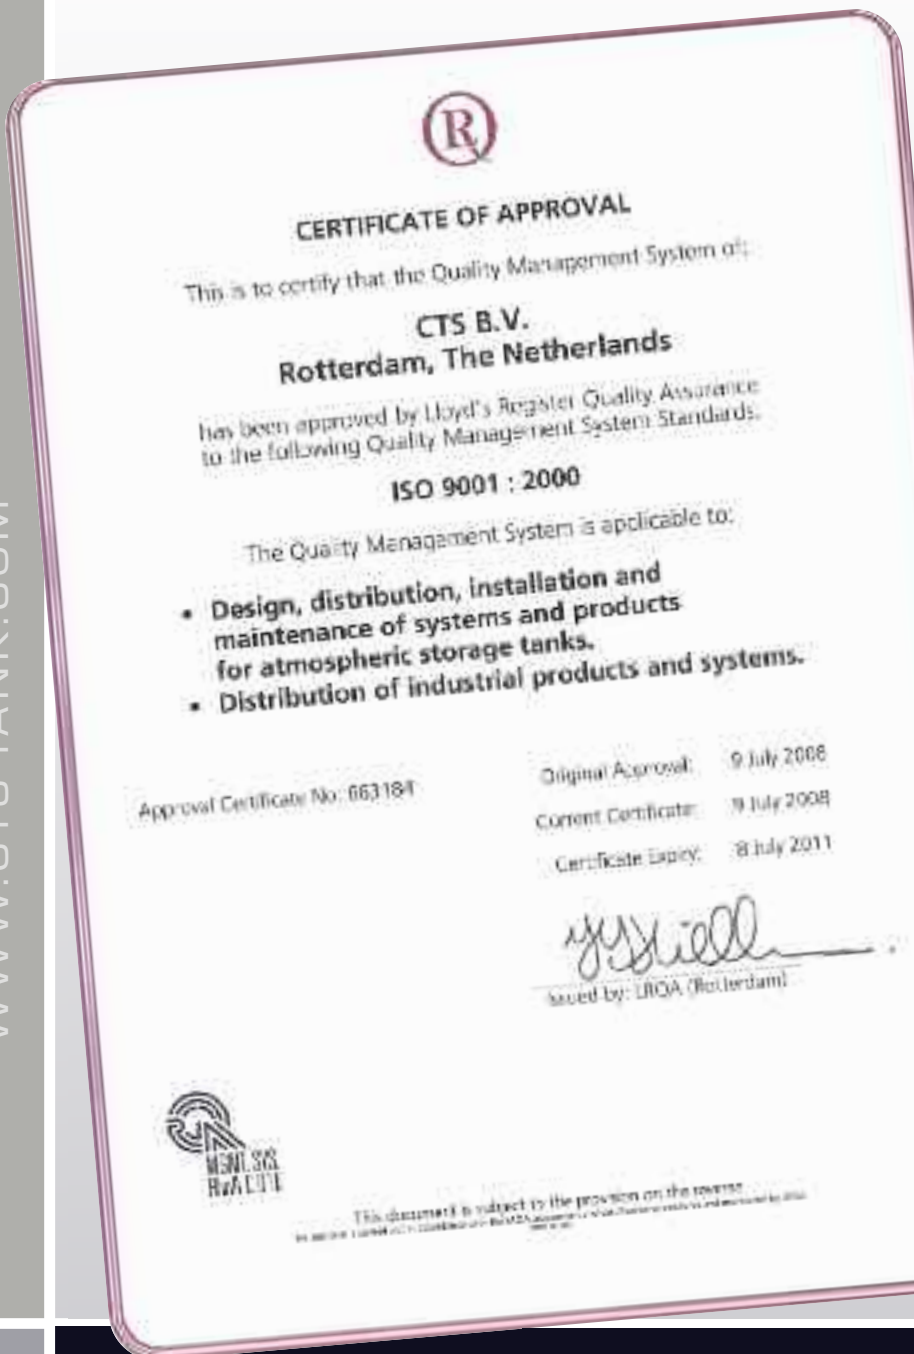 R
CERTIFICATE OF APPROVAL
This is to certify that the Quality Management System of:
CTS B.V.
Rotterdam, The Netherlands
has been approved by Lloyd's Register Quality Assurance
to the following Quality Management System Standards:
ISO 9001 : 2000
The Quality Management System is applicable to:
• Design, distribution, installation and
maintenance of systems and products
for atmospheric storage tanks.
• Distribution of industrial products and systems.
Approval Certificate No: 663184
Original Approval: 9 July 2008
Current Certificate: 9 July 2008
Certificate Expiry: 8 July 2011
Issued by: LRQA (Rotterdam)
MGMT. SYS.
RvA C
This document is subject to the provision on the reverse